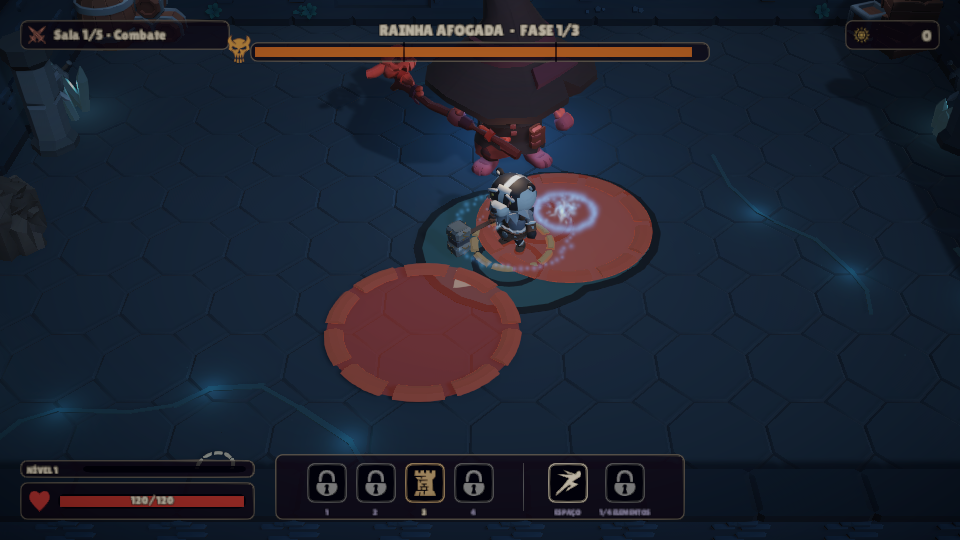 Sala 1/5 - Combate
RAINHA AFOGADA - FASE 1/3
0
NÍVEL 1
120/120
1
2
3
4
ESPAÇO
1/4 ELEMENTOS